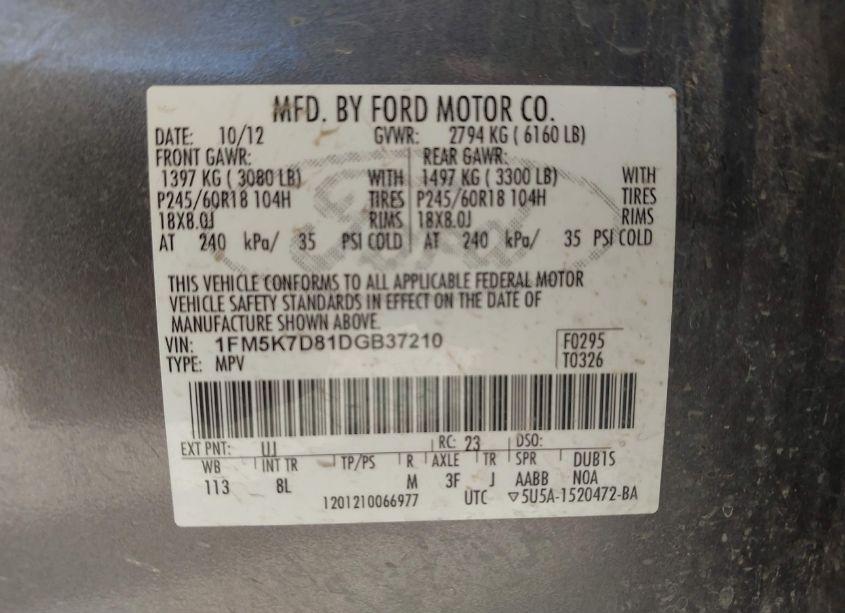 MFD. BY FORD MOTOR CO.
DATE: 10/12 GVWR: 2794 KG ( 6160 LB)
FRONT GAWR: REAR GAWR:
1397 KG ( 3080 LB) WITH 1497 KG ( 3300 LB) WITH
P245/60R18 104H TIRES P245/60R18 104H TIRES
18X8.0J RIMS 18X8.0J RIMS
AT 240 kPa/ 35 PSI COLD AT 240 kPa/ 35 PSI COLD
THIS VEHICLE CONFORMS TO ALL APPLICABLE FEDERAL MOTOR
VEHICLE SAFETY STANDARDS IN EFFECT ON THE DATE OF
MANUFACTURE SHOWN ABOVE.
VIN: 1FM5K7D81DGB37210 F0295
TYPE: MPV T0326
EXT PNT: UJ RC: 23 DSO:
WB INT TR TP/PS R AXLE TR SPR DUB1S
113 8L M 3F J AABB N0A
1201210066977 UTC ▽5U5A-1520472-BA